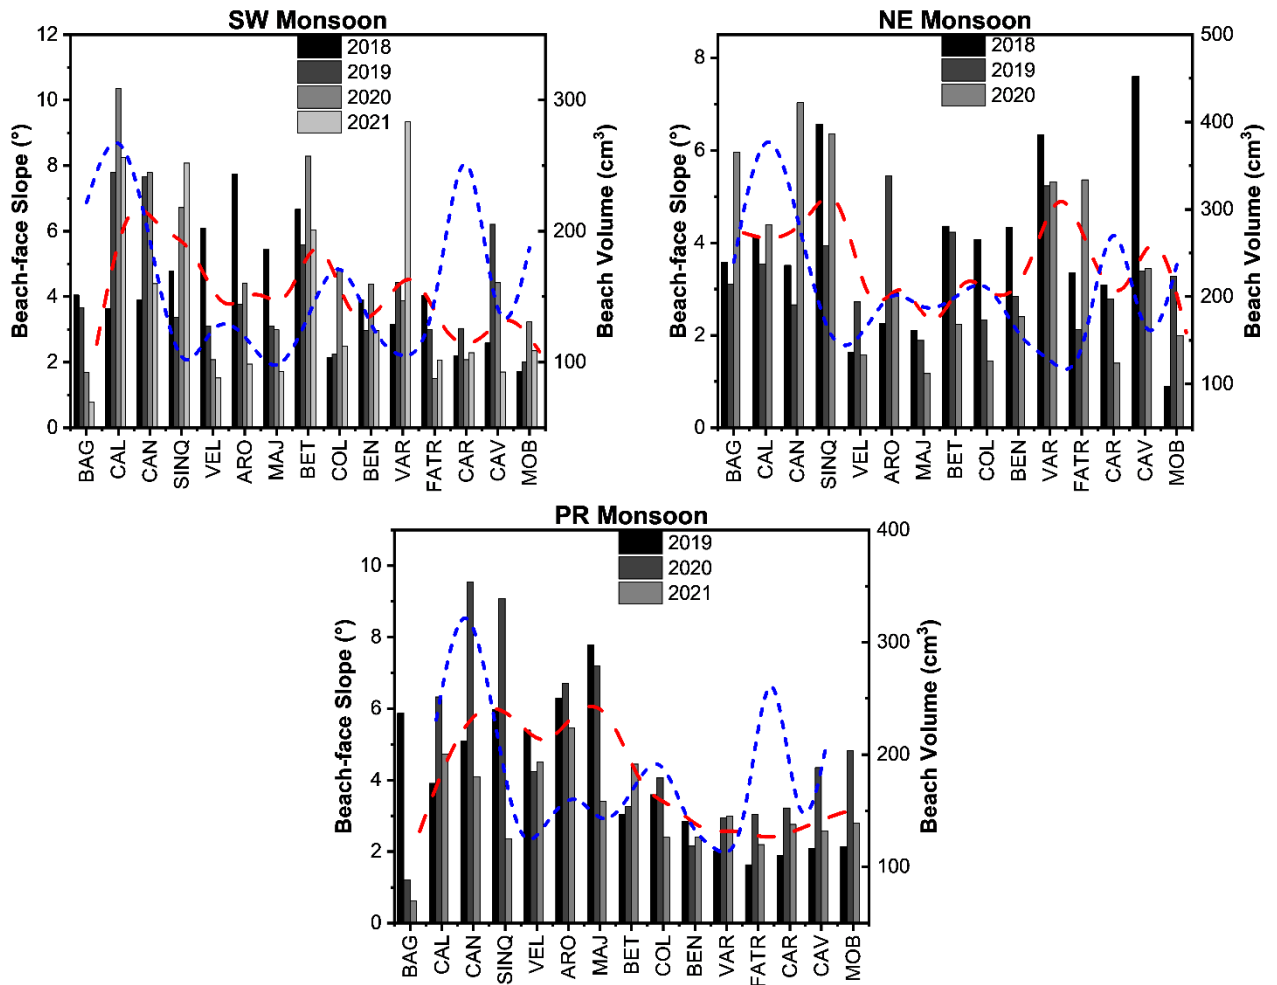 SW Monsoon
12
10
8
6
4
2
0
Beach-face Slope (°)
2018
2019
2020
2021
300
200
100
Beach Volume (cm³)
BAG
CAL
CAN
SINQ
VEL
ARO
MAJ
BET
COL
BEN
VAR
FATR
CAR
CAV
MOB
NE Monsoon
8
6
4
2
0
Beach-face Slope (°)
2018
2019
2020
500
400
300
200
100
Beach Volume (cm³)
BAG
CAL
CAN
SINQ
VEL
ARO
MAJ
BET
COL
BEN
VAR
FATR
CAR
CAV
MOB
PR Monsoon
10
8
6
4
2
0
Beach-face Slope (°)
2019
2020
2021
400
300
200
100
Beach Volume (cm³)
BAG
CAL
CAN
SINQ
VEL
ARO
MAJ
BET
COL
BEN
VAR
FATR
CAR
CAV
MOB